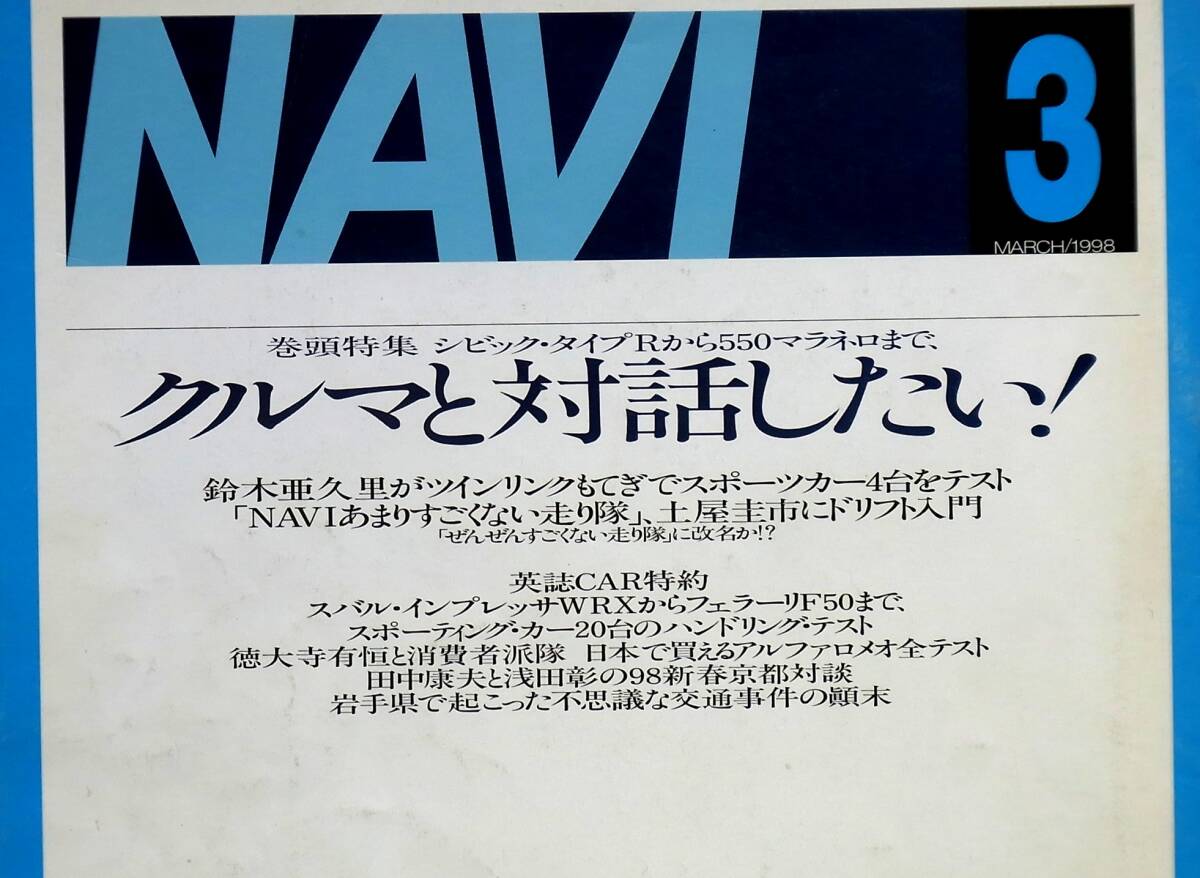 NAVI
3
MARCH/1998
巻頭特集 シビック・タイプRから550マラネロまで、
クルマと対話したい!
鈴木亜久里がツインリンクもてぎでスポーツカー4台をテスト
「NAVIあまりすごくない走り隊」、土屋圭市にドリフト入門
「ぜんぜんすごくない走り隊」に改名か!?
英誌CAR特約
スバル・インプレッサWRXからフェラーリF50まで、
スポーティング・カー20台のハンドリング・テスト
徳大寺有恒と消費者派隊 日本で買えるアルファロメオ全テスト
田中康夫と浅田彰の98新春京都対談
岩手県で起こった不思議な交通事件の顚末